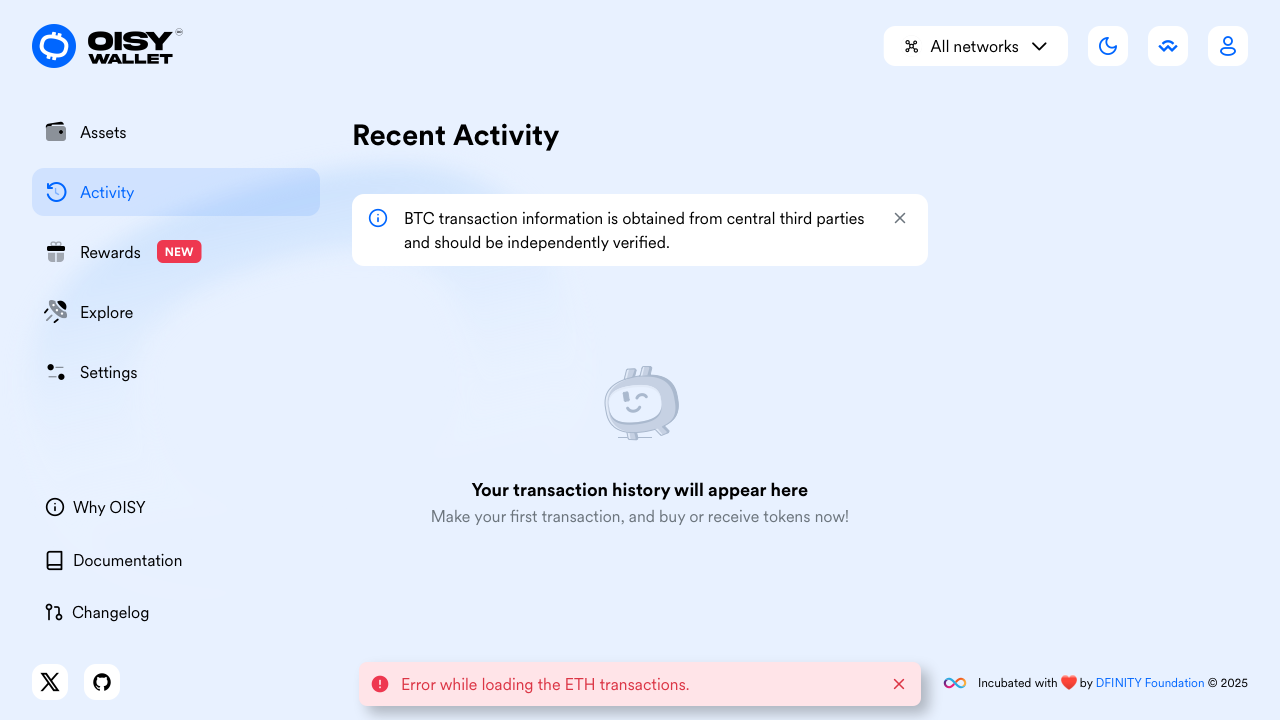 OISY
WALLET
All networks
Assets
Activity
Rewards NEW
Explore
Settings
Why OISY
Documentation
Changelog
Recent Activity
BTC transaction information is obtained from central third parties
and should be independently verified.
Your transaction history will appear here
Make your first transaction, and buy or receive tokens now!
Error while loading the ETH transactions.
Incubated with ❤️ by DFINITY Foundation © 2025